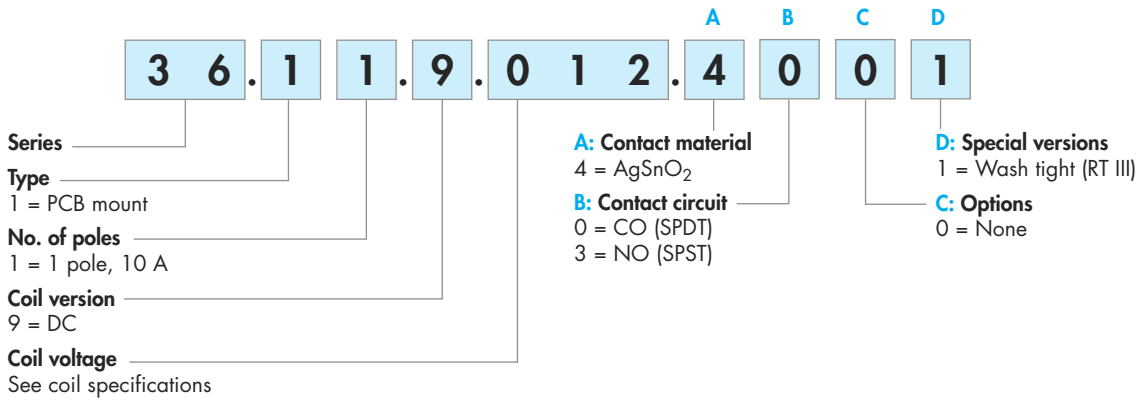 A B C D
3 6 . 1 1 . 9 . 0 1 2 . 4 0 0 1
Series
Type
1 = PCB mount
No. of poles
1 = 1 pole, 10 A
Coil version
9 = DC
Coil voltage
See coil specifications
A: Contact material
4 = AgSnO₂
B: Contact circuit
0 = CO (SPDT)
3 = NO (SPST)
D: Special versions
1 = Wash tight (RT III)
C: Options
0 = None